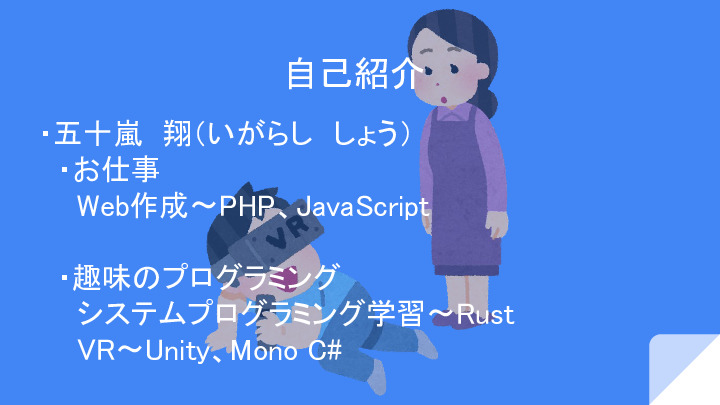 自己紹介
・五十嵐　翔（いがらし　しょう）
・お仕事
Web作成～PHP、JavaScript
VR
・趣味のプログラミング
システムプログラミング学習～Rust
VR～Unity、Mono C#